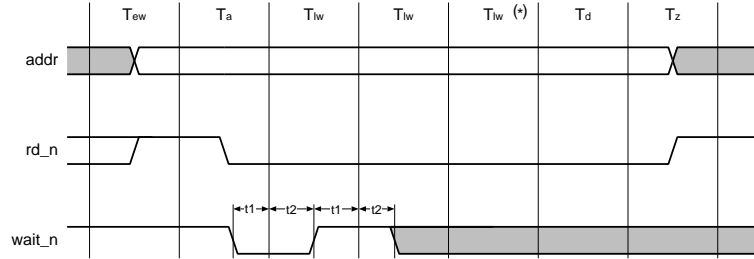 Tew Ta Tlw Tlw Tlw (*) Td Tz
addr
rd_n
t1 t2 t1 t2
wait_n